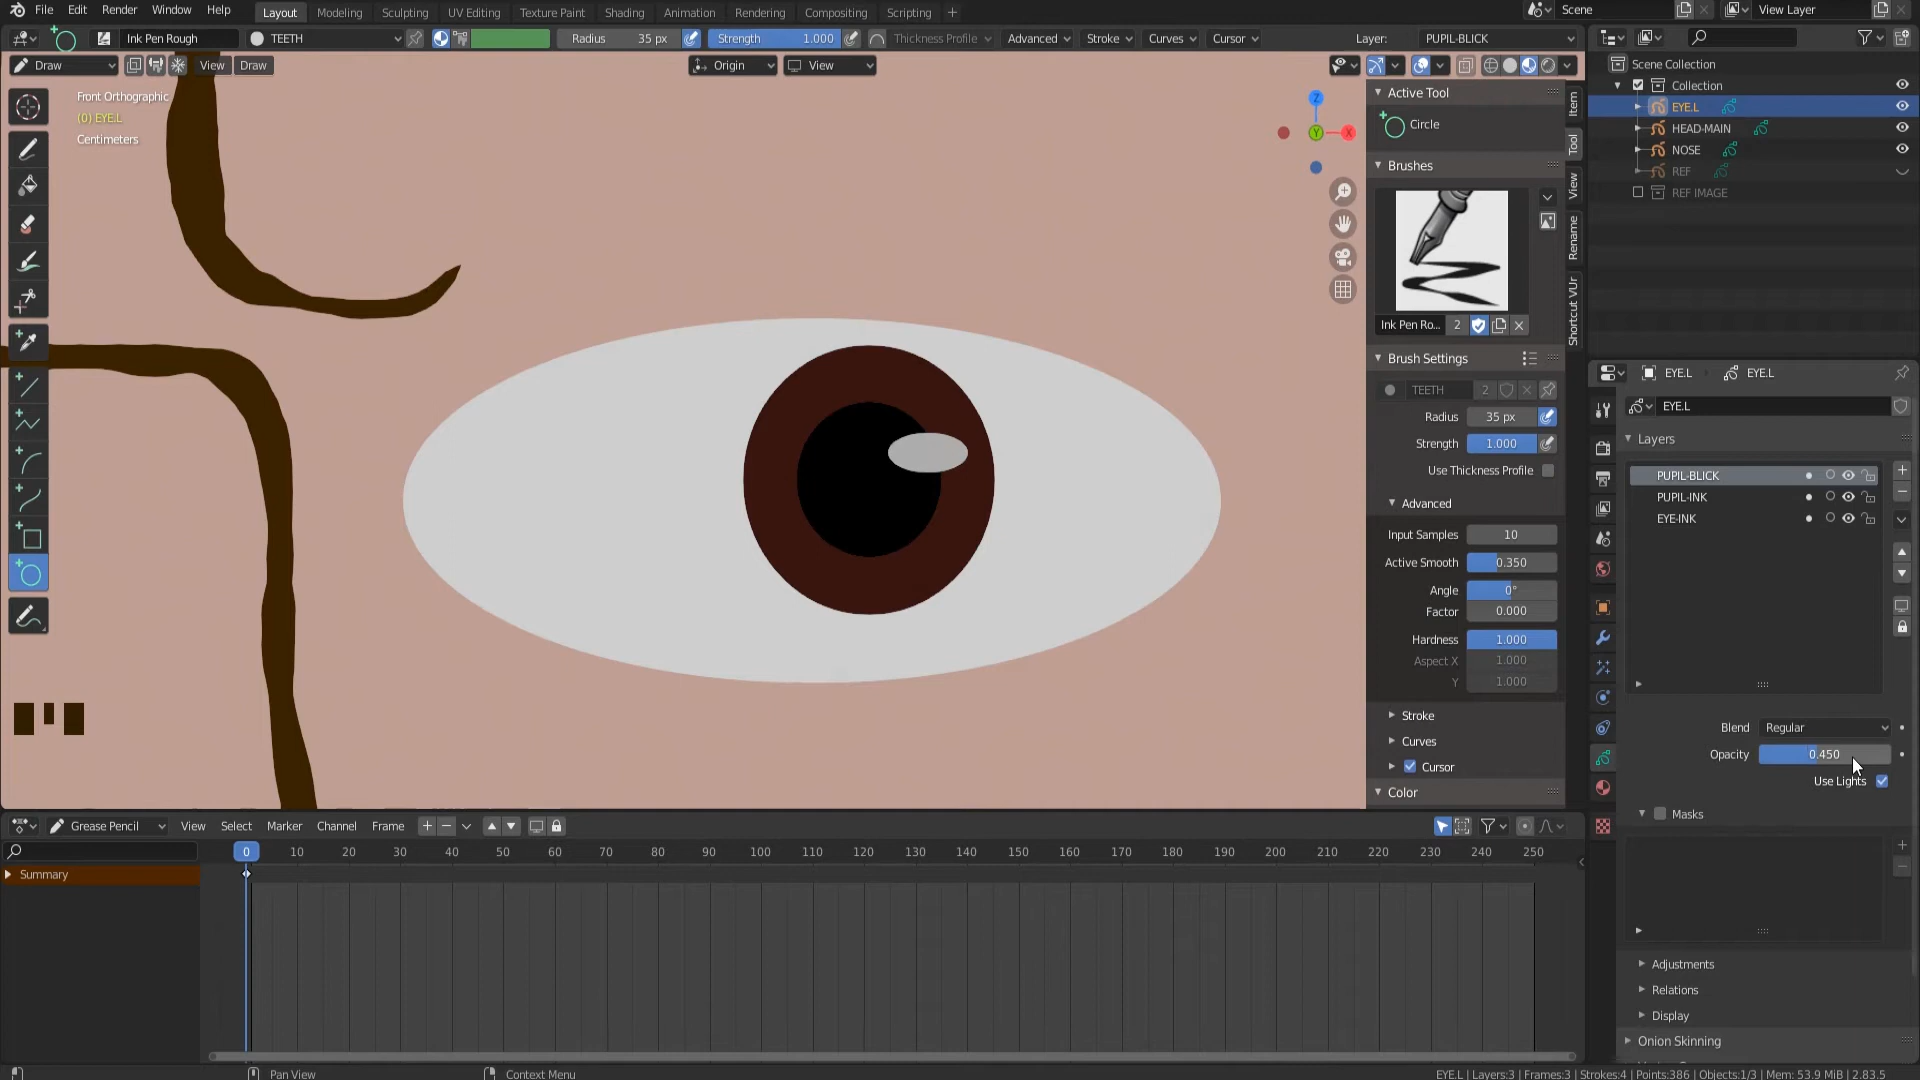 File Edit Render Window Help Layout Modeling Sculpting UV Editing Texture Paint Shading Animation Rendering Compositing Scripting + Scene View Layer
Ink Pen Rough TEETH Radius 35 px Strength 1.000 Thickness Profile Advanced Stroke Curves Cursor Layer: PUPIL-BLICK
Draw View Draw Origin View
Scene Collection
Collection
EYE.L
HEAD-MAIN
NOSE
REF
REF IMAGE
Front Orthographic
(0) EYE.L
Centimeters
Z
Y
X
Active Tool
Circle
Brushes
Ink Pen Ro... 2
Brush Settings
TEETH 2
Radius 35 px
Strength 1.000
Use Thickness Profile
Advanced
Input Samples 10
Active Smooth 0.350
Angle 0°
Factor 0.000
Hardness 1.000
Aspect X 1.000
Y 1.000
Stroke
Curves
Cursor
Color
Item
Tool
View
Rename
Shortcut VUr
EYE.L EYE.L
EYE.L
Layers
PUPIL-BLICK
PUPIL-INK
EYE-INK
Blend Regular
Opacity 0.450
Use Lights
Masks
Adjustments
Relations
Display
Onion Skinning
Grease Pencil View Select Marker Channel Frame
0 10 20 30 40 50 60 70 80 90 100 110 120 130 140 150 160 170 180 190 200 210 220 230 240 250
Summary
Pan View Context Menu EYE.L | Layers:3 | Frames:3 | Strokes:4 | Points:386 | Objects:1/3 | Mem: 53.9 MiB | 2.83.5